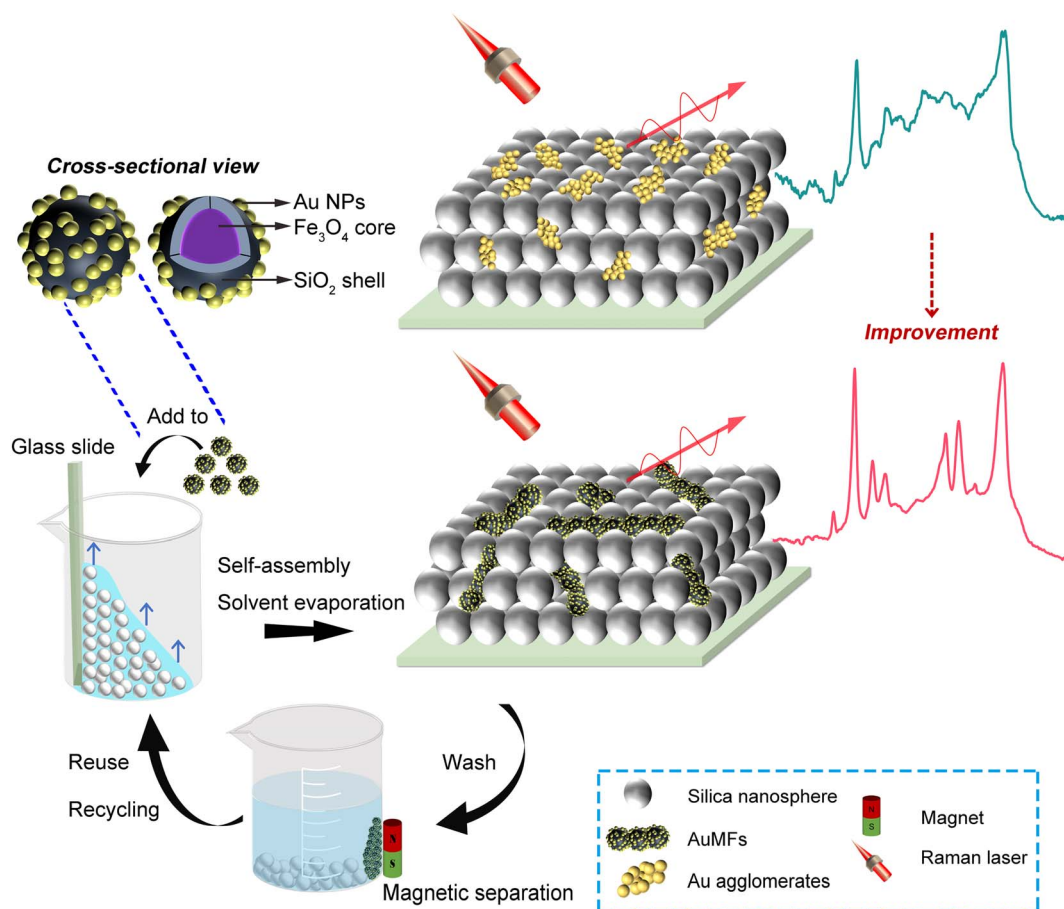 Cross-sectional view
Au NPs
Fe₃O₄ core
SiO₂ shell
Improvement
Add to
Glass slide
Self-assembly
Solvent evaporation
Reuse
Recycling
Wash
N
S
Magnetic separation
Silica nanosphere
AuMFs
Au agglomerates
N
S
Magnet
Raman laser